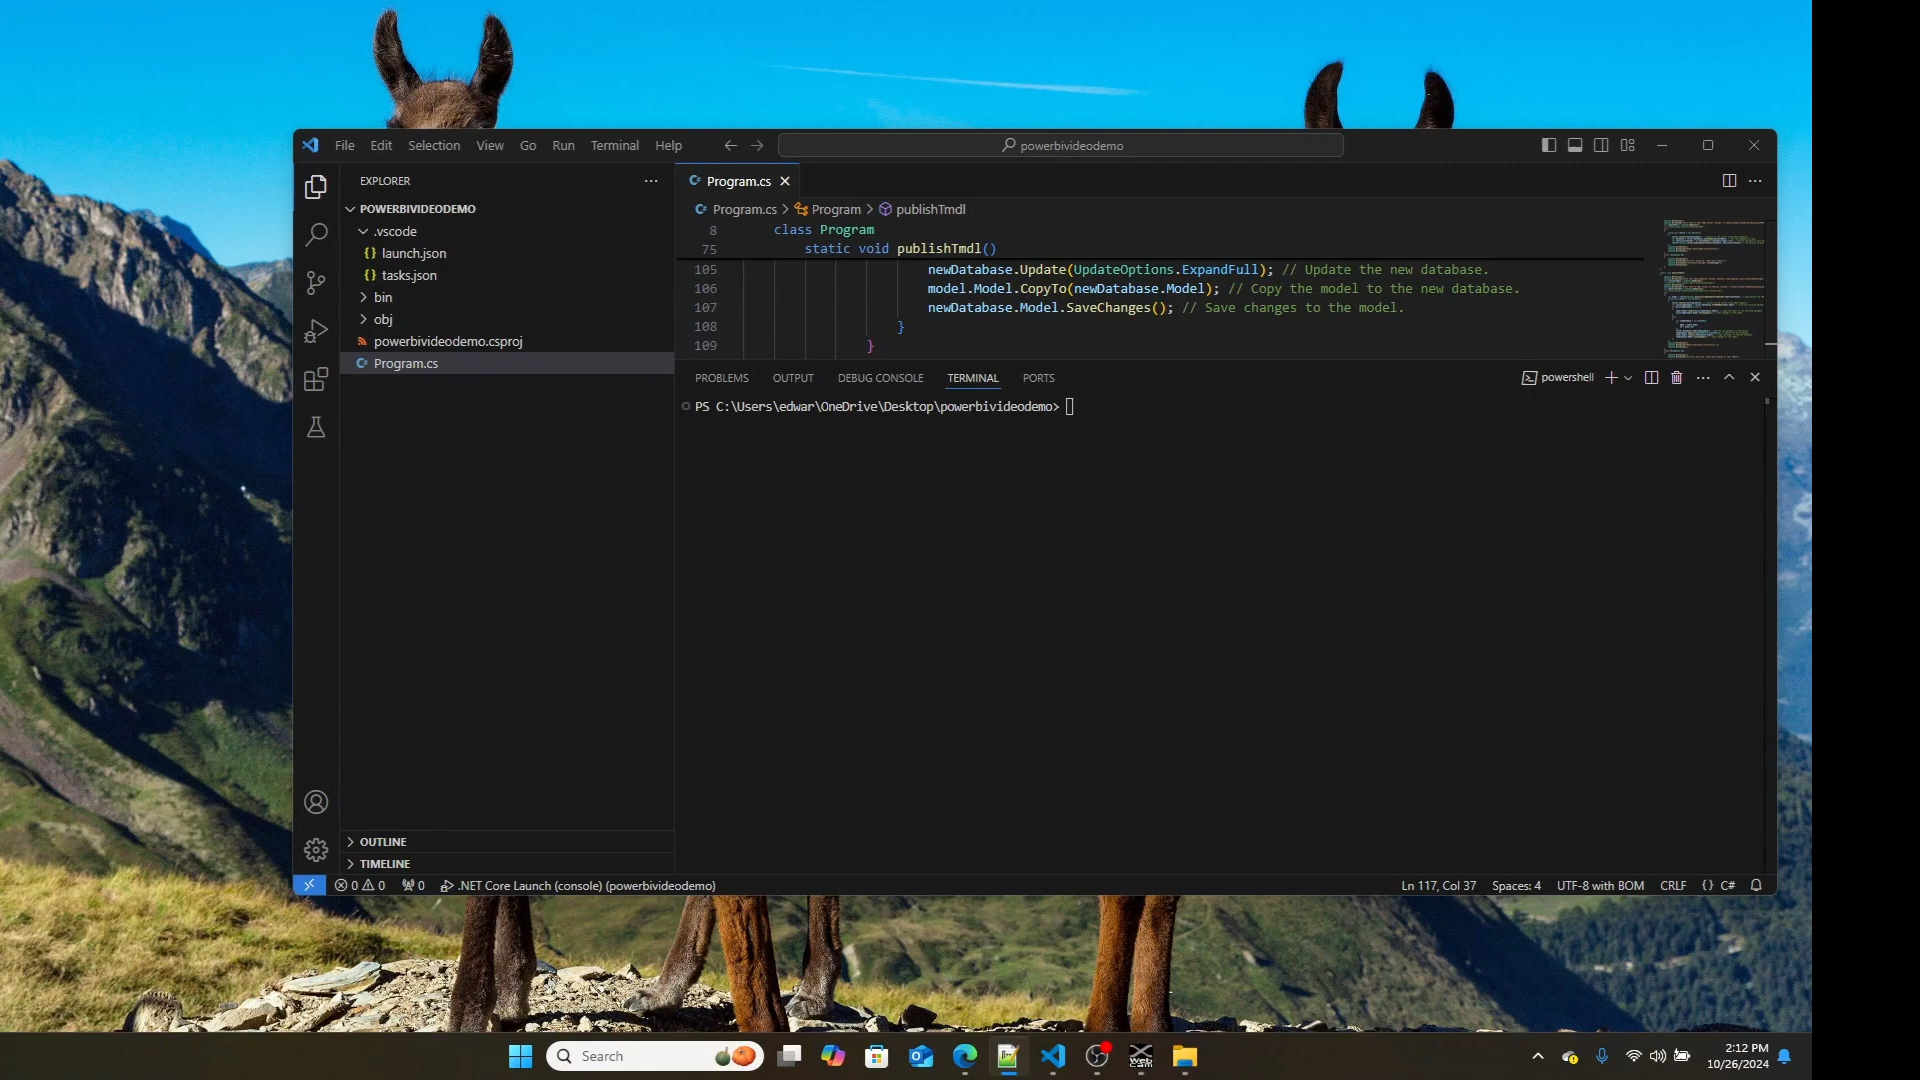 File Edit Selection View Go Run Terminal Help
powerbivideodemo
EXPLORER
POWERBIVIDEODEMO
.vscode
launch.json
tasks.json
bin
obj
powerbivideodemo.csproj
Program.cs
OUTLINE
TIMELINE
Program.cs
Program.cs > Program > publishTmdl
8 class Program
75 static void publishTmdl()
105 newDatabase.Update(UpdateOptions.ExpandFull); // Update the new database.
106 model.Model.CopyTo(newDatabase.Model); // Copy the model to the new database.
107 newDatabase.Model.SaveChanges(); // Save changes to the model.
108 }
109 }
PROBLEMS OUTPUT DEBUG CONSOLE TERMINAL PORTS
powershell
PS C:\Users\edwar\OneDrive\Desktop\powerbivideodemo>
0 0 0 .NET Core Launch (console) (powerbivideodemo)
Ln 117, Col 37 Spaces: 4 UTF-8 with BOM CRLF {} C#
Search
WEB CAM
2:12 PM
10/26/2024